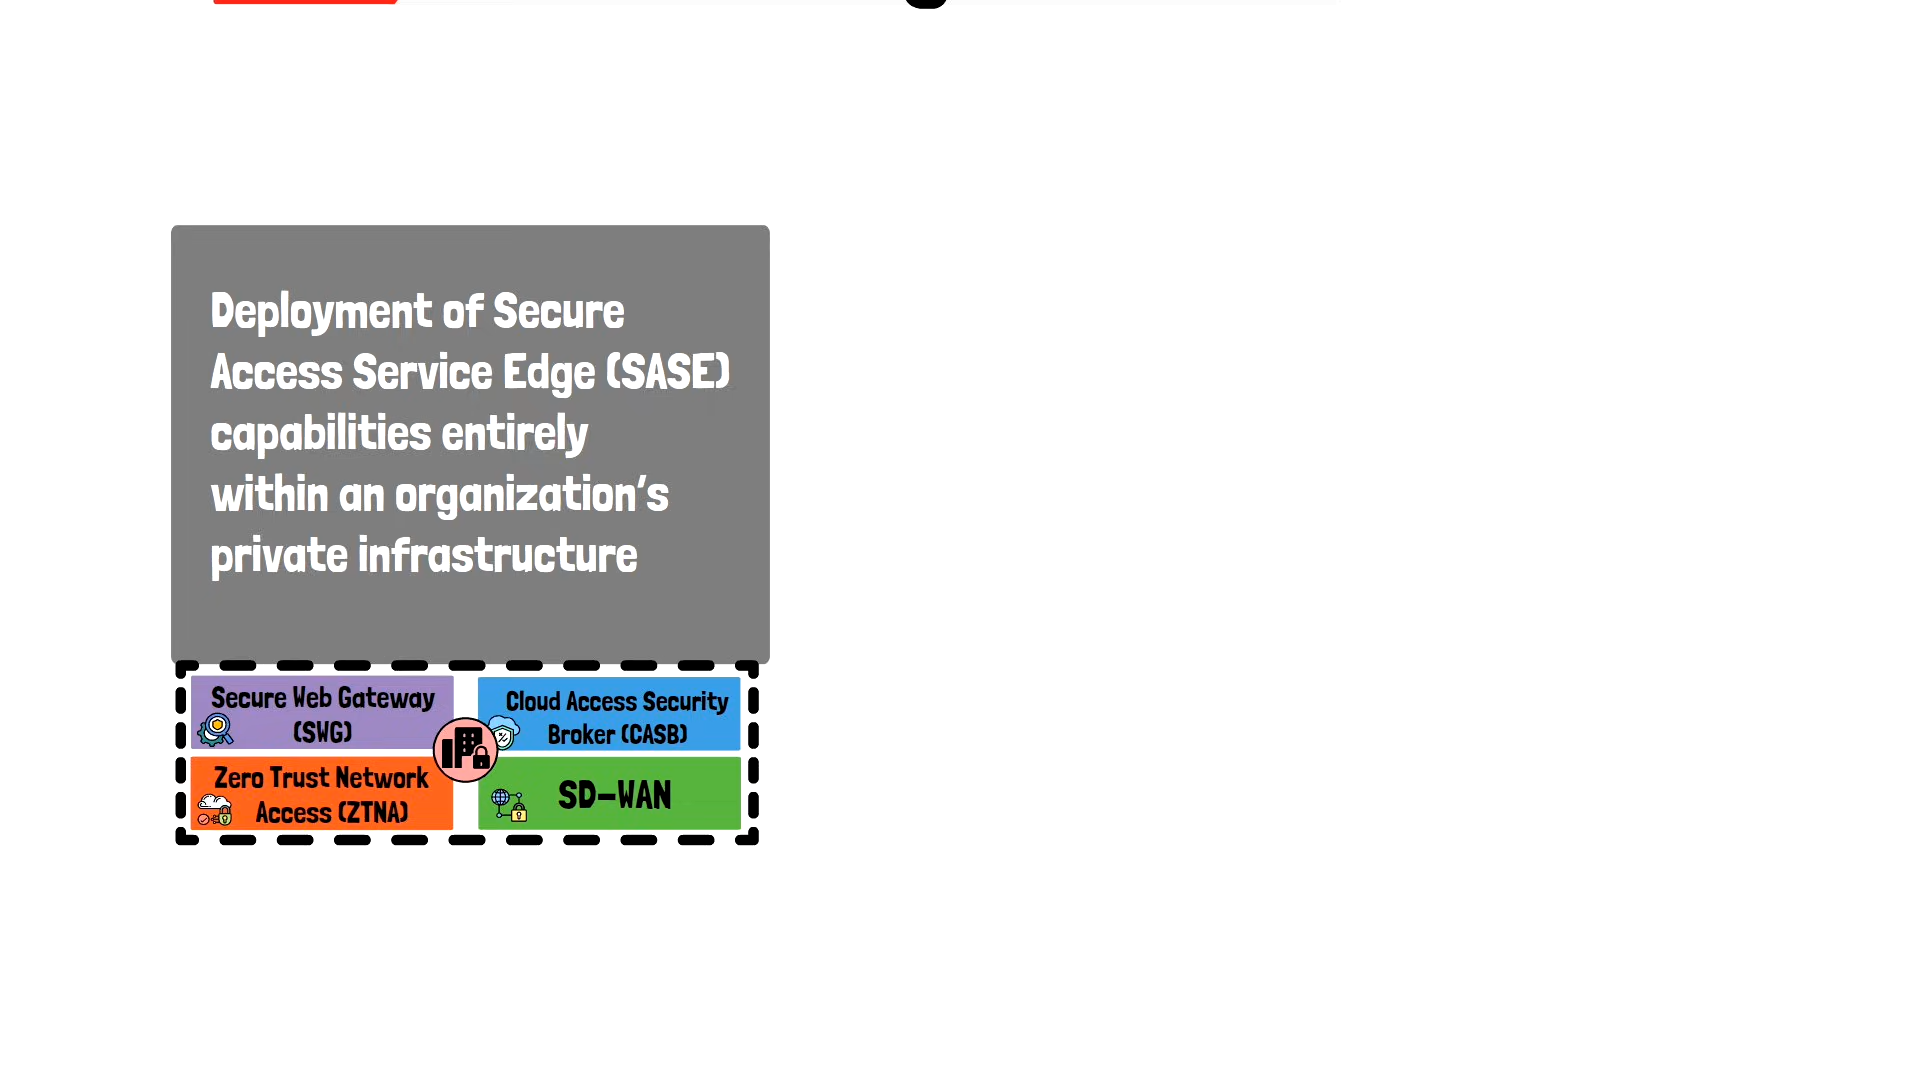 Deployment of Secure
Access Service Edge (SASE)
capabilities entirely
within an organization's
private infrastructure
Secure Web Gateway
(SWG)
Cloud Access Security
Broker (CASB)
Zero Trust Network
Access (ZTNA)
SD-WAN